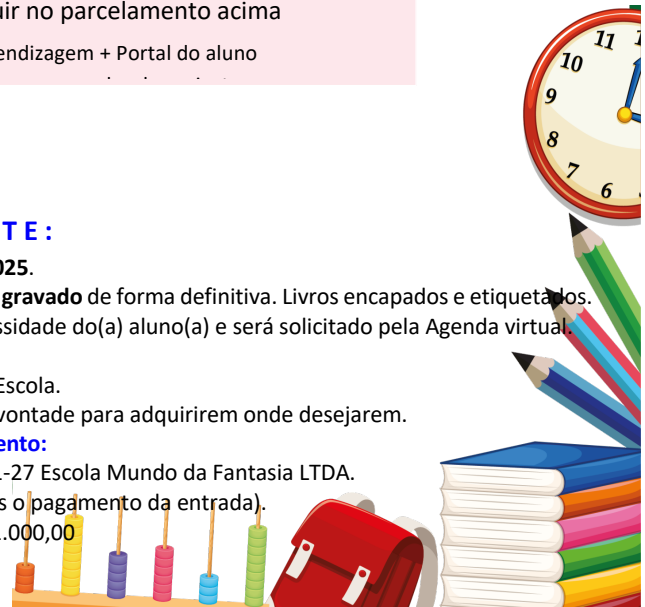 uir no parcelamento acima
endizagem + Portal do aluno
T E :
025.
gravado de forma definitiva. Livros encapados e etiquetados.
ssidade do(a) aluno(a) e será solicitado pela Agenda virtual.
Escola.
vontade para adquirirem onde desejarem.
ento:
-27 Escola Mundo da Fantasia LTDA.
s o pagamento da entrada).
.000,00
11 1
10
9
8
7
6